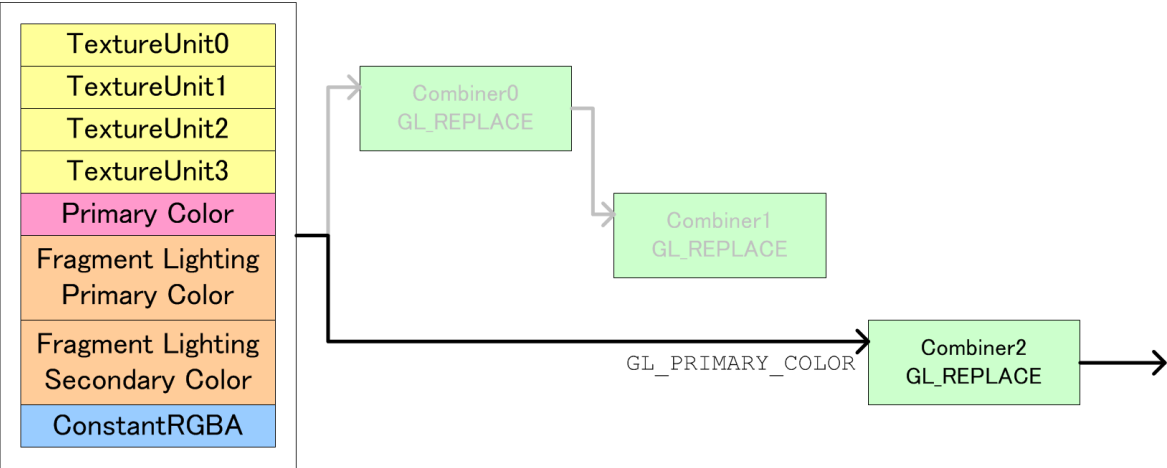 TextureUnit0
TextureUnit1
TextureUnit2
TextureUnit3
Primary Color
Fragment Lighting
Primary Color
Fragment Lighting
Secondary Color
ConstantRGBA
Combiner0
GL_REPLACE
Combiner1
GL_REPLACE
GL_PRIMARY_COLOR
Combiner2
GL_REPLACE